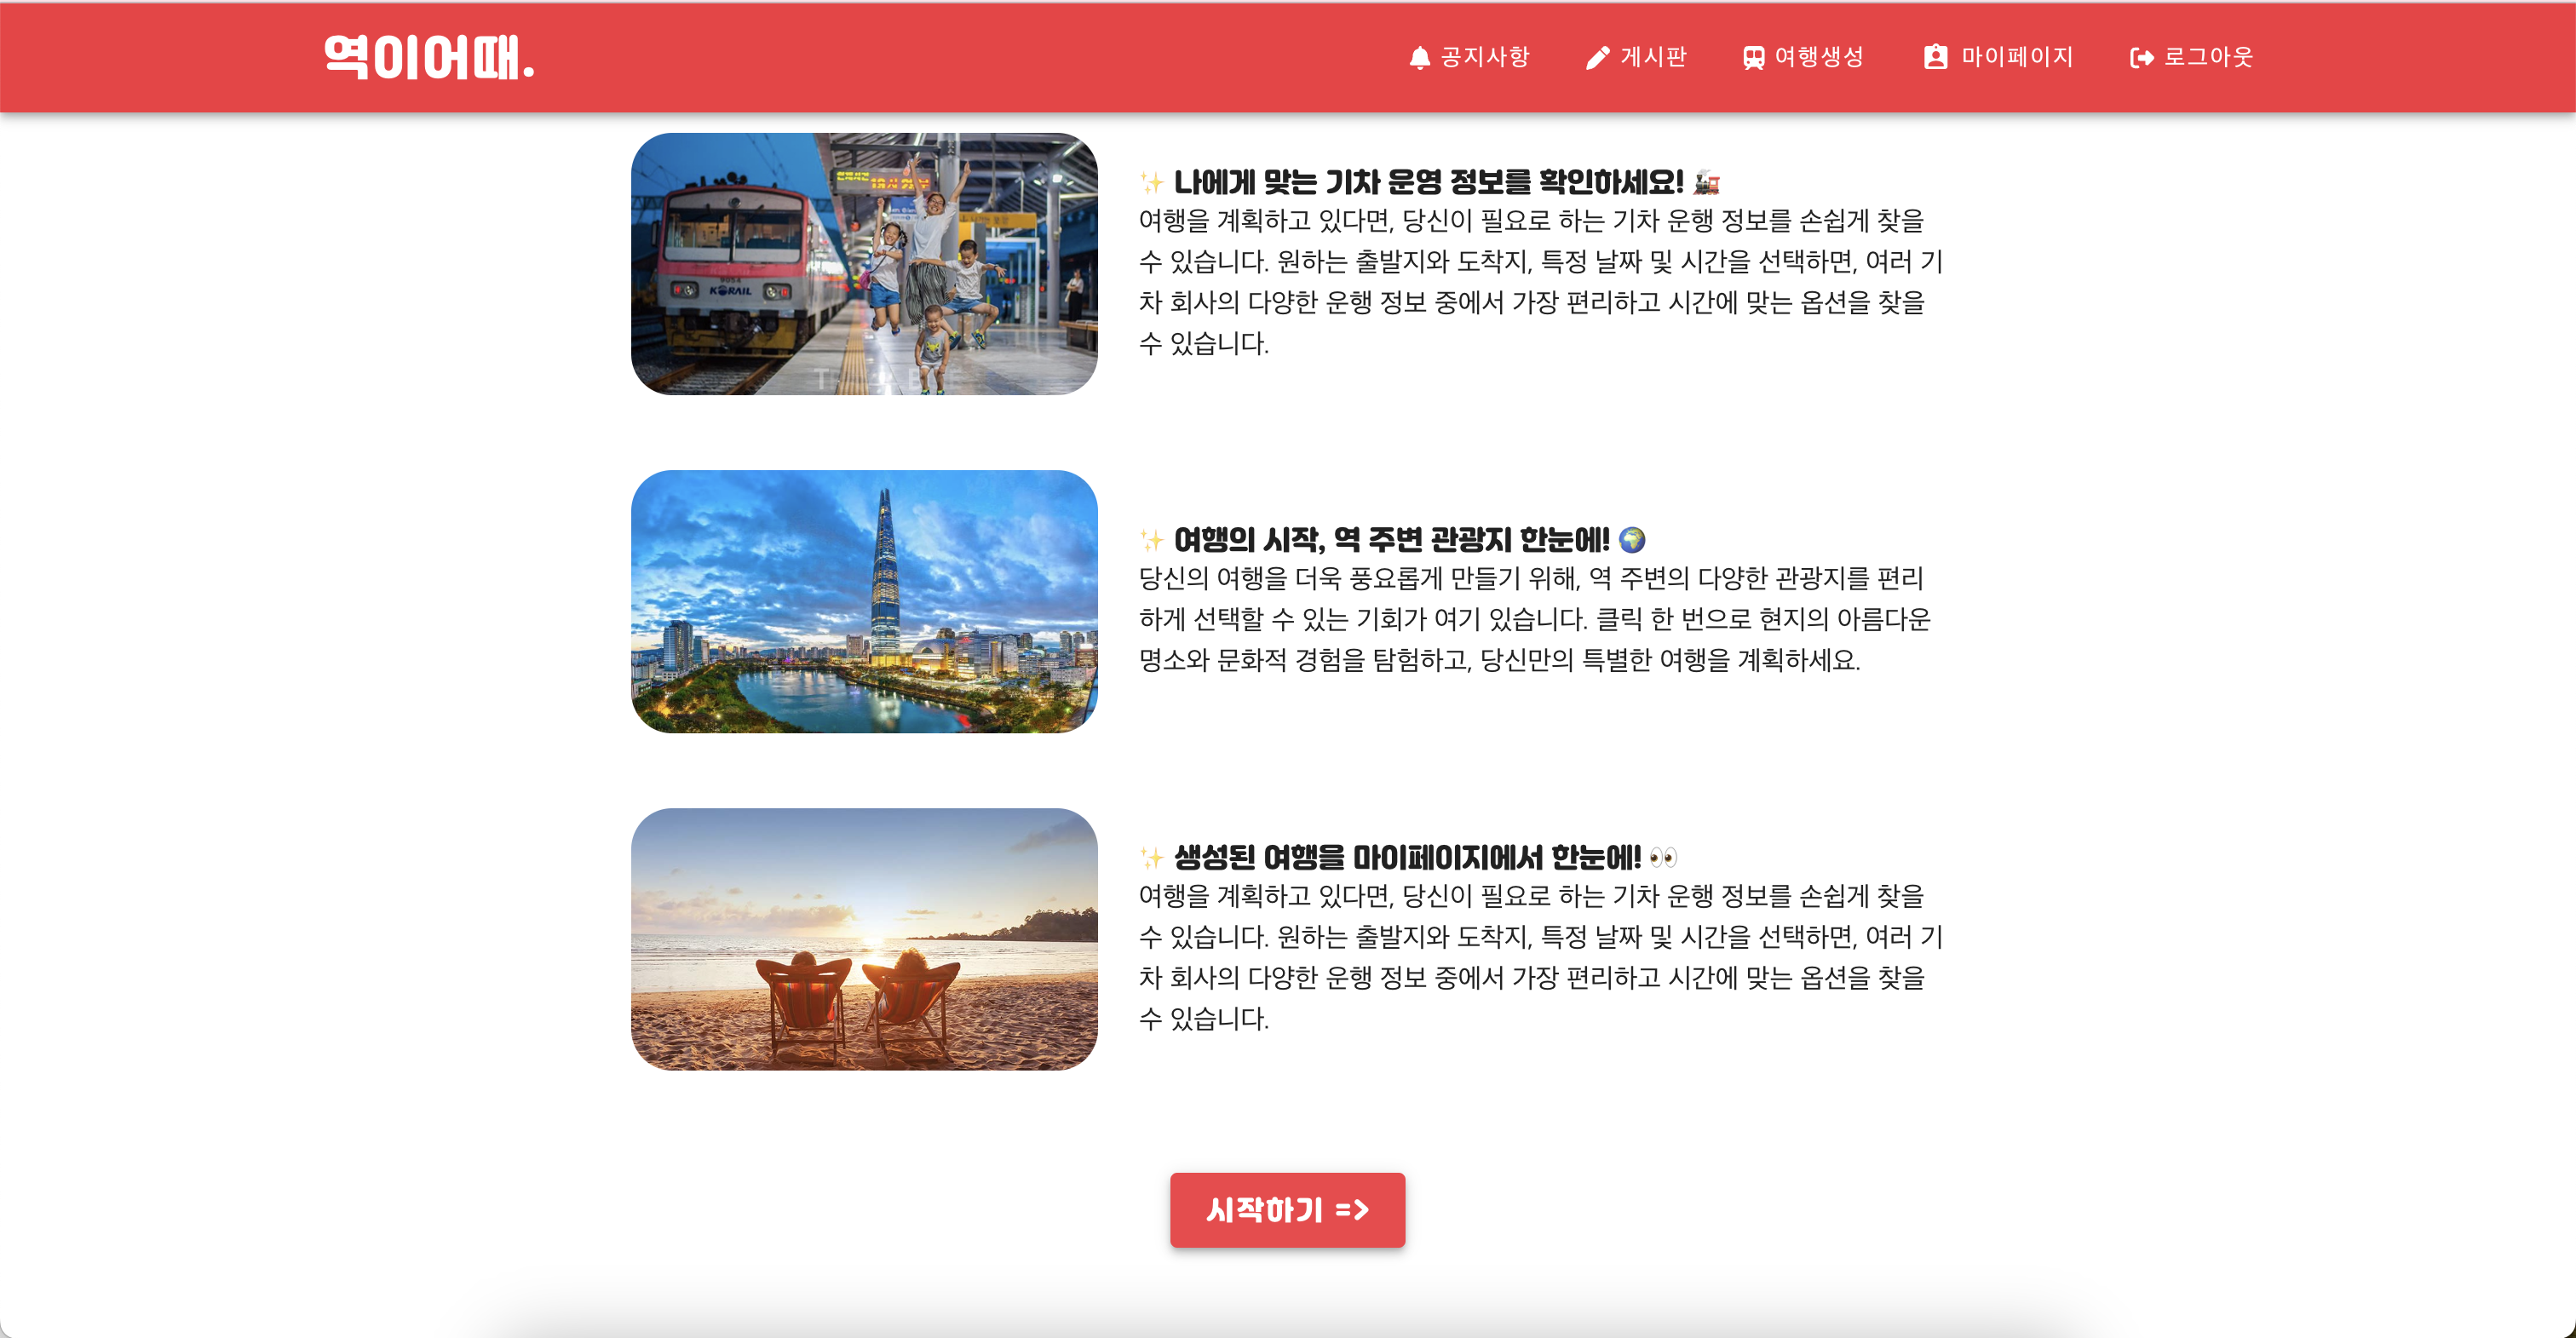 역이어때.
공지사항 게시판 여행생성 마이페이지 로그아웃
KORAIL
✨ 나에게 맞는 기차 운영 정보를 확인하세요! 🚂
여행을 계획하고 있다면, 당신이 필요로 하는 기차 운행 정보를 손쉽게 찾을
수 있습니다. 원하는 출발지와 도착지, 특정 날짜 및 시간을 선택하면, 여러 기
차 회사의 다양한 운행 정보 중에서 가장 편리하고 시간에 맞는 옵션을 찾을
수 있습니다.
✨ 여행의 시작, 역 주변 관광지 한눈에! 🌍
당신의 여행을 더욱 풍요롭게 만들기 위해, 역 주변의 다양한 관광지를 편리
하게 선택할 수 있는 기회가 여기 있습니다. 클릭 한 번으로 현지의 아름다운
명소와 문화적 경험을 탐험하고, 당신만의 특별한 여행을 계획하세요.
✨ 생성된 여행을 마이페이지에서 한눈에! 👀
여행을 계획하고 있다면, 당신이 필요로 하는 기차 운행 정보를 손쉽게 찾을
수 있습니다. 원하는 출발지와 도착지, 특정 날짜 및 시간을 선택하면, 여러 기
차 회사의 다양한 운행 정보 중에서 가장 편리하고 시간에 맞는 옵션을 찾을
수 있습니다.
시작하기 =>